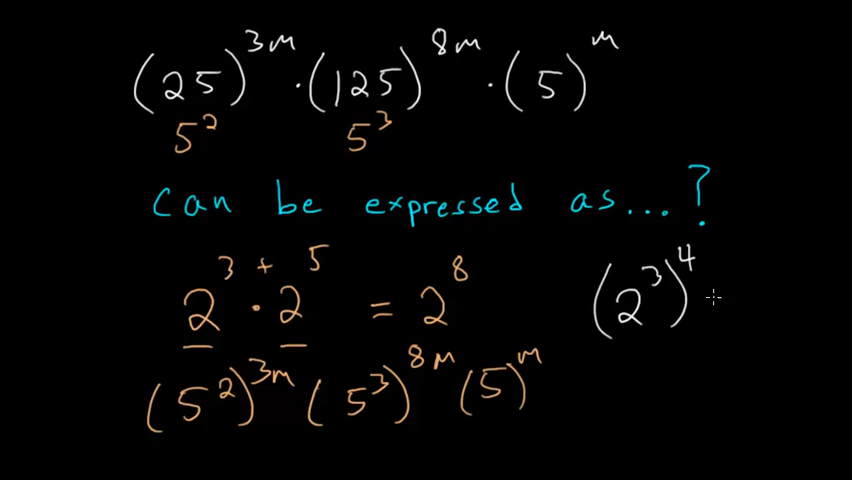 (25)^3m · (125)^8m · (5)^m
5^2 5^3
can be expressed as...?
2^3 + 2^5 = 2^8 (2^3)^4
(5^2)^3m (5^3)^8m (5)^m